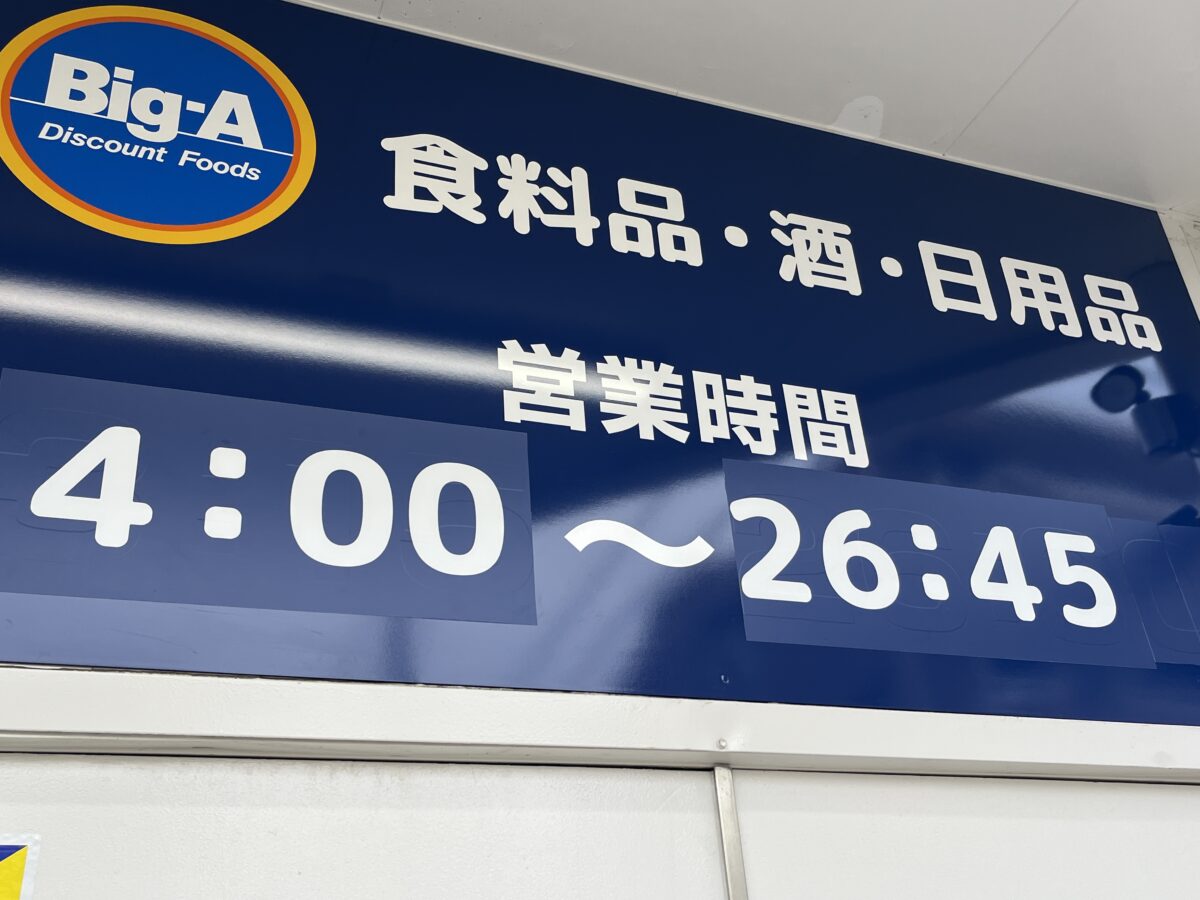 Big-A
Discount Foods
食料品・酒・日用品
営業時間
4:00～26:45